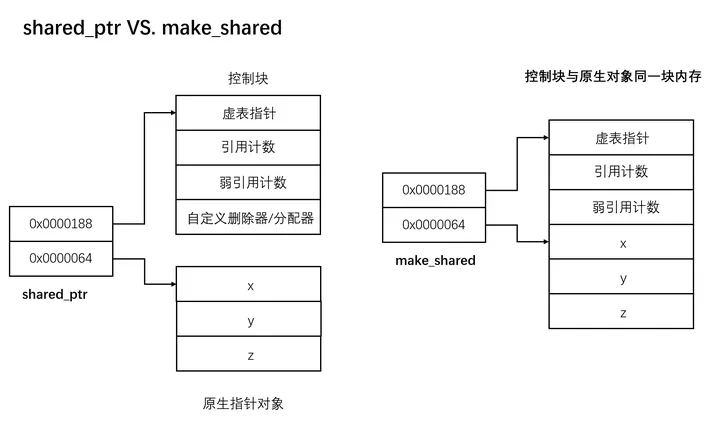 shared_ptr VS. make_shared
控制块
虚表指针
引用计数
弱引用计数
自定义删除器/分配器
0x0000188
0x0000064
shared_ptr
x
y
z
原生指针对象
控制块与原生对象同一块内存
虚表指针
引用计数
弱引用计数
x
y
z
0x0000188
0x0000064
make_shared